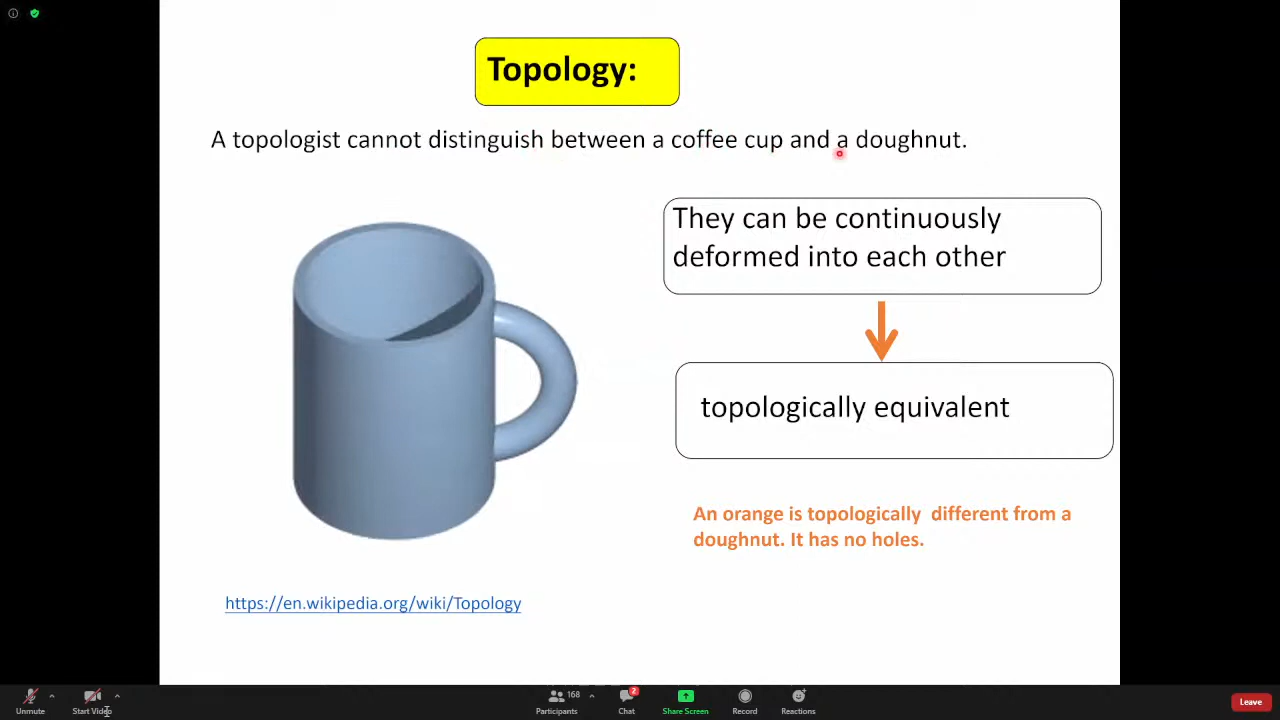 Topology:
A topologist cannot distinguish between a coffee cup and a doughnut.
They can be continuously
deformed into each other
topologically equivalent
An orange is topologically different from a
doughnut. It has no holes.
https://en.wikipedia.org/wiki/Topology
Unmute
Start Video
168
Participants
2
Chat
Share Screen
Record
Reactions
Leave